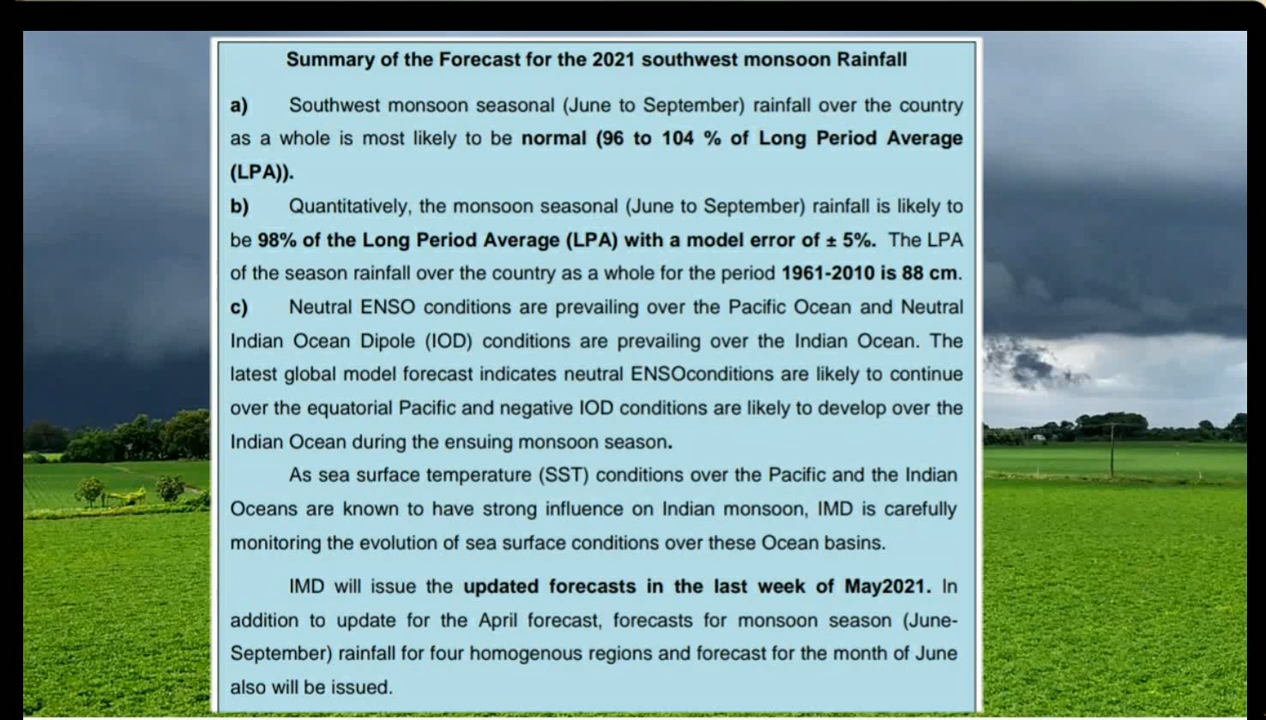 Summary of the Forecast for the 2021 southwest monsoon Rainfall
a) Southwest monsoon seasonal (June to September) rainfall over the country
as a whole is most likely to be normal (96 to 104 % of Long Period Average
(LPA)).
b) Quantitatively, the monsoon seasonal (June to September) rainfall is likely to
be 98% of the Long Period Average (LPA) with a model error of ± 5%. The LPA
of the season rainfall over the country as a whole for the period 1961-2010 is 88 cm.
c) Neutral ENSO conditions are prevailing over the Pacific Ocean and Neutral
Indian Ocean Dipole (IOD) conditions are prevailing over the Indian Ocean. The
latest global model forecast indicates neutral ENSOconditions are likely to continue
over the equatorial Pacific and negative IOD conditions are likely to develop over the
Indian Ocean during the ensuing monsoon season.
As sea surface temperature (SST) conditions over the Pacific and the Indian
Oceans are known to have strong influence on Indian monsoon, IMD is carefully
monitoring the evolution of sea surface conditions over these Ocean basins.
IMD will issue the updated forecasts in the last week of May2021. In
addition to update for the April forecast, forecasts for monsoon season (June-
September) rainfall for four homogenous regions and forecast for the month of June
also will be issued.